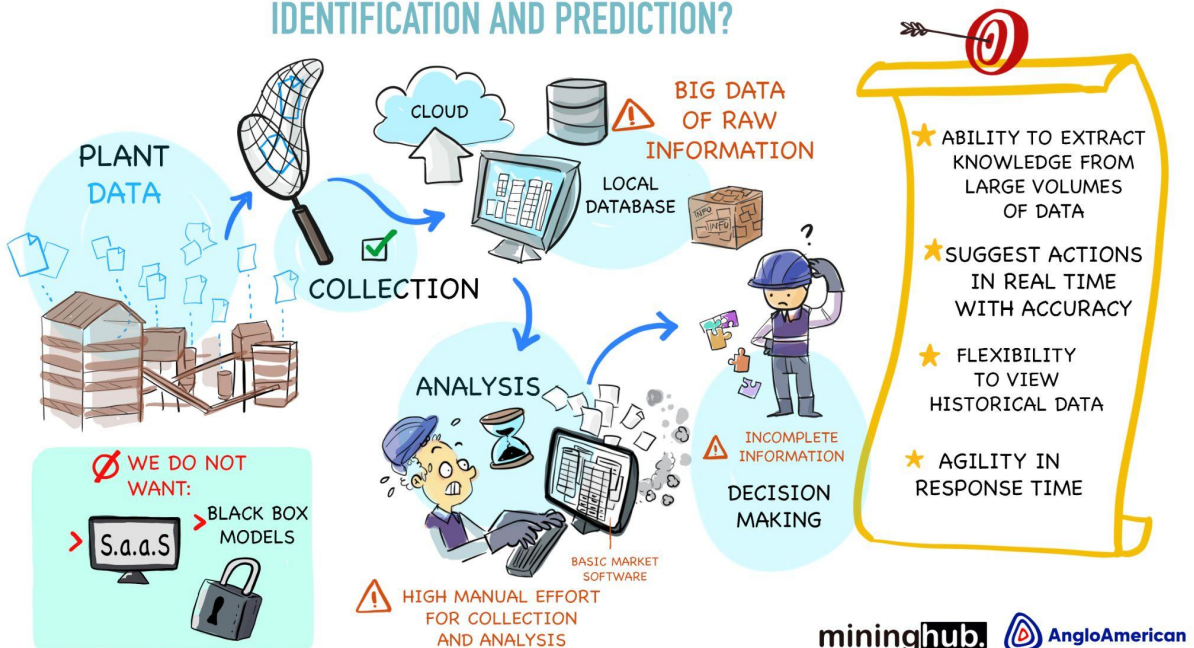 IDENTIFICATION AND PREDICTION?
PLANT
DATA
COLLECTION
CLOUD
LOCAL
DATABASE
BIG DATA
OF RAW
INFORMATION
INFO
INFO
ANALYSIS
BASIC MARKET
SOFTWARE
HIGH MANUAL EFFORT
FOR COLLECTION
AND ANALYSIS
?
INCOMPLETE
INFORMATION
DECISION
MAKING
WE DO NOT
WANT:
S.a.a.S
BLACK BOX
MODELS
ABILITY TO EXTRACT
KNOWLEDGE FROM
LARGE VOLUMES
OF DATA
SUGGEST ACTIONS
IN REAL TIME
WITH ACCURACY
FLEXIBILITY
TO VIEW
HISTORICAL DATA
AGILITY IN
RESPONSE TIME
mininghub.
AngloAmerican